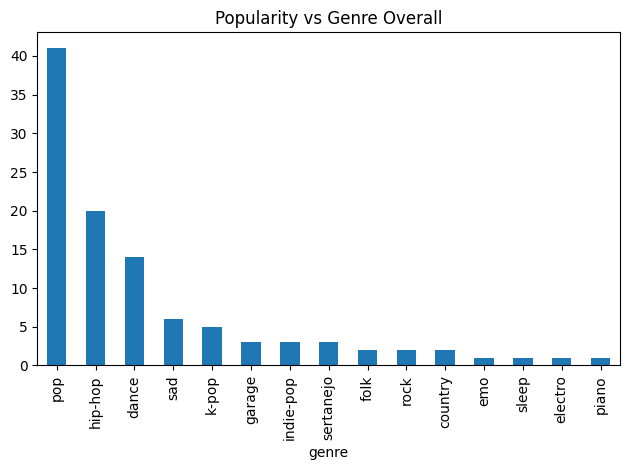 Popularity vs Genre Overall
40
35
30
25
20
15
10
5
0
pop
hip-hop
dance
sad
k-pop
garage
indie-pop
sertanejo
folk
rock
country
emo
sleep
electro
piano
genre